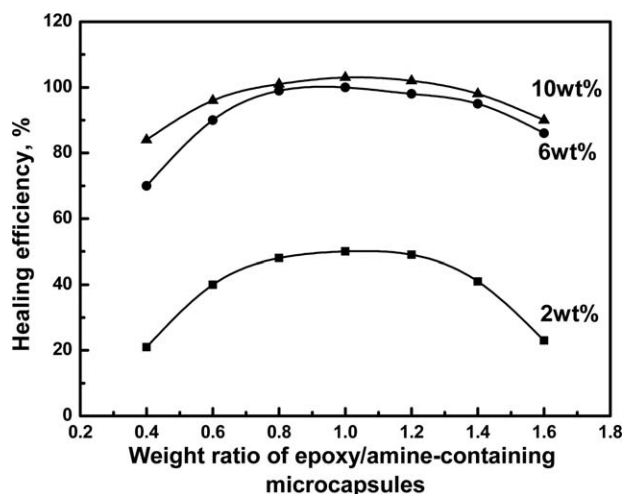 120
100
80
60
40
20
0
Healing efficiency, %
10wt%
6wt%
2wt%
0.2 0.4 0.6 0.8 1.0 1.2 1.4 1.6 1.8
Weight ratio of epoxy/amine-containing
microcapsules